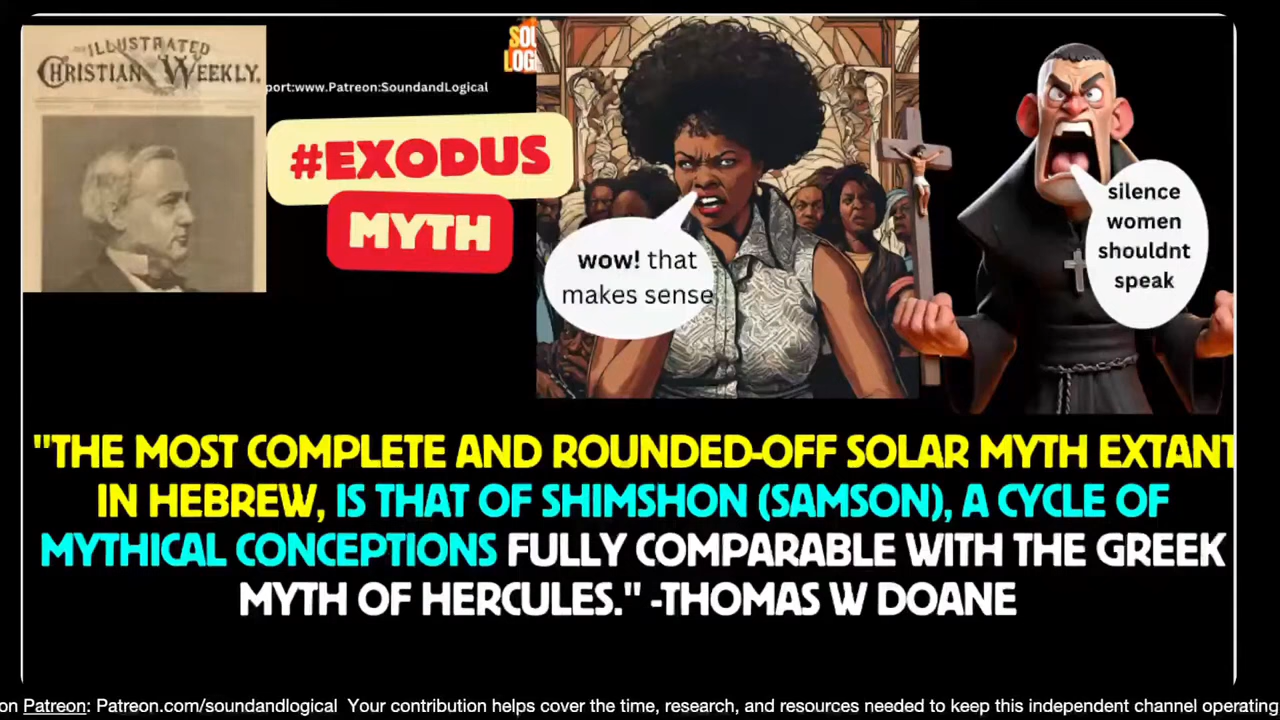 ILLUSTRATED
CHRISTIAN WEEKLY.
port:www.Patreon:SoundandLogical
#EXODUS
MYTH
wow! that
makes sense
silence
women
shouldnt
speak
"THE MOST COMPLETE AND ROUNDED-OFF SOLAR MYTH EXTANT
IN HEBREW, IS THAT OF SHIMSHON (SAMSON), A CYCLE OF
MYTHICAL CONCEPTIONS FULLY COMPARABLE WITH THE GREEK
MYTH OF HERCULES." -THOMAS W DOANE
on Patreon: Patreon.com/soundandlogical Your contribution helps cover the time, research, and resources needed to keep this independent channel operating